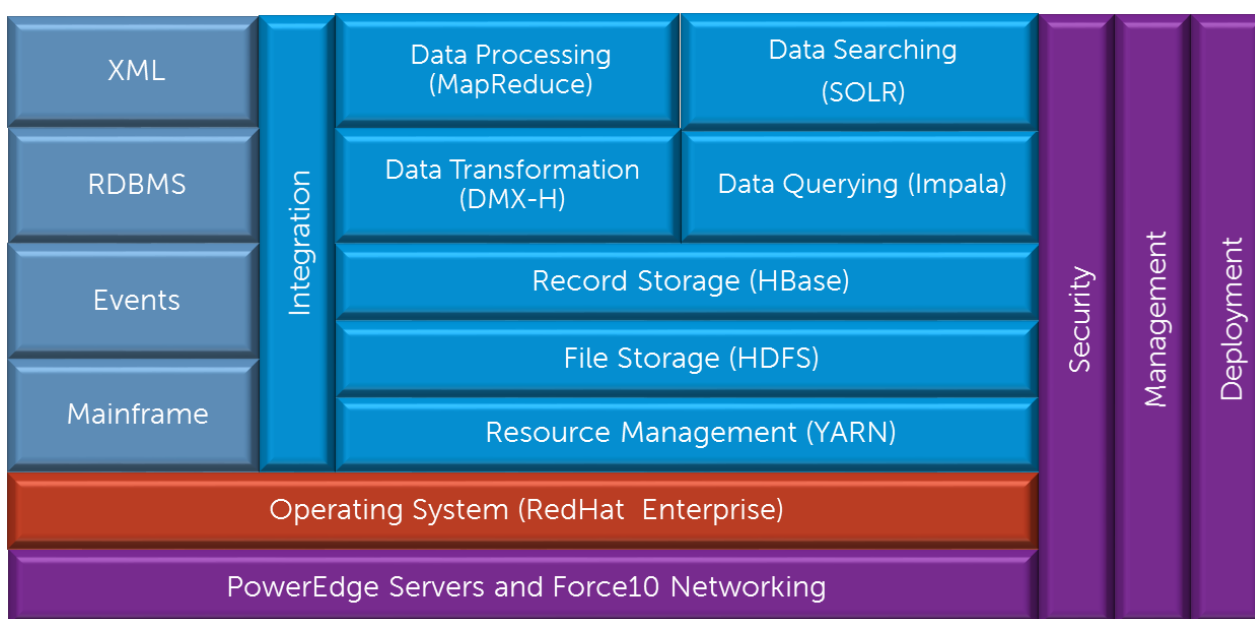 XML
RDBMS
Events
Mainframe
Integration
Data Processing
(MapReduce)
Data Searching
(SOLR)
Data Transformation
(DMX-H)
Data Querying (Impala)
Record Storage (HBase)
File Storage (HDFS)
Resource Management (YARN)
Operating System (RedHat Enterprise)
PowerEdge Servers and Force10 Networking
Security
Management
Deployment